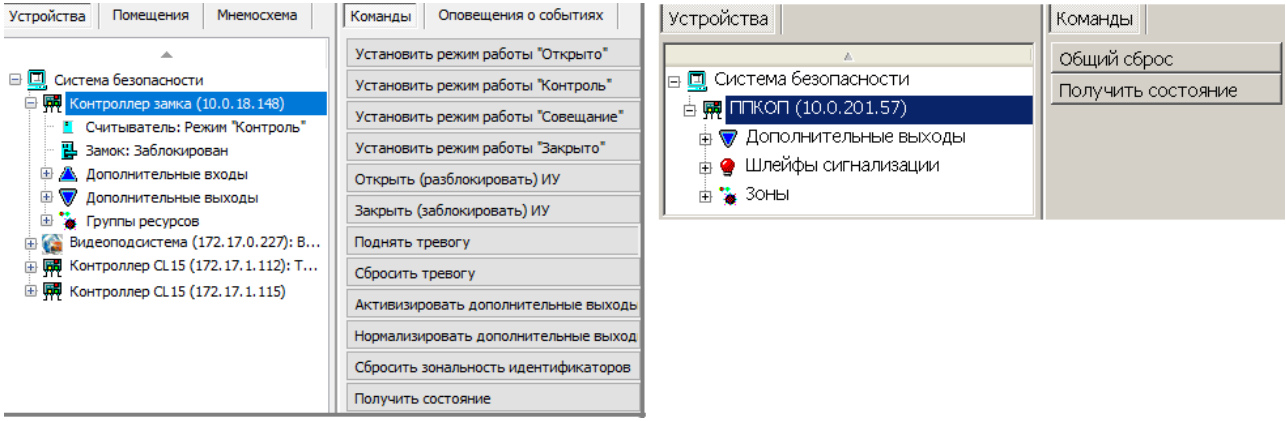 Устройства
Помещения
Мнемосхема
Система безопасности
Контроллер замка (10.0.18.148)
Считыватель: Режим "Контроль"
Замок: Заблокирован
Дополнительные входы
Дополнительные выходы
Группы ресурсов
Видеоподсистема (172.17.0.227): В...
Контроллер CL15 (172.17.1.112): Т...
Контроллер CL15 (172.17.1.115)
Команды
Оповещения о событиях
Установить режим работы "Открыто"
Установить режим работы "Контроль"
Установить режим работы "Совещание"
Установить режим работы "Закрыто"
Открыть (разблокировать) ИУ
Закрыть (заблокировать) ИУ
Поднять тревогу
Сбросить тревогу
Активизировать дополнительные выходы
Нормализировать дополнительные выход
Сбросить зональность идентификаторов
Получить состояние
Устройства
Система безопасности
ППКОП (10.0.201.57)
Дополнительные выходы
Шлейфы сигнализации
Зоны
Команды
Общий сброс
Получить состояние